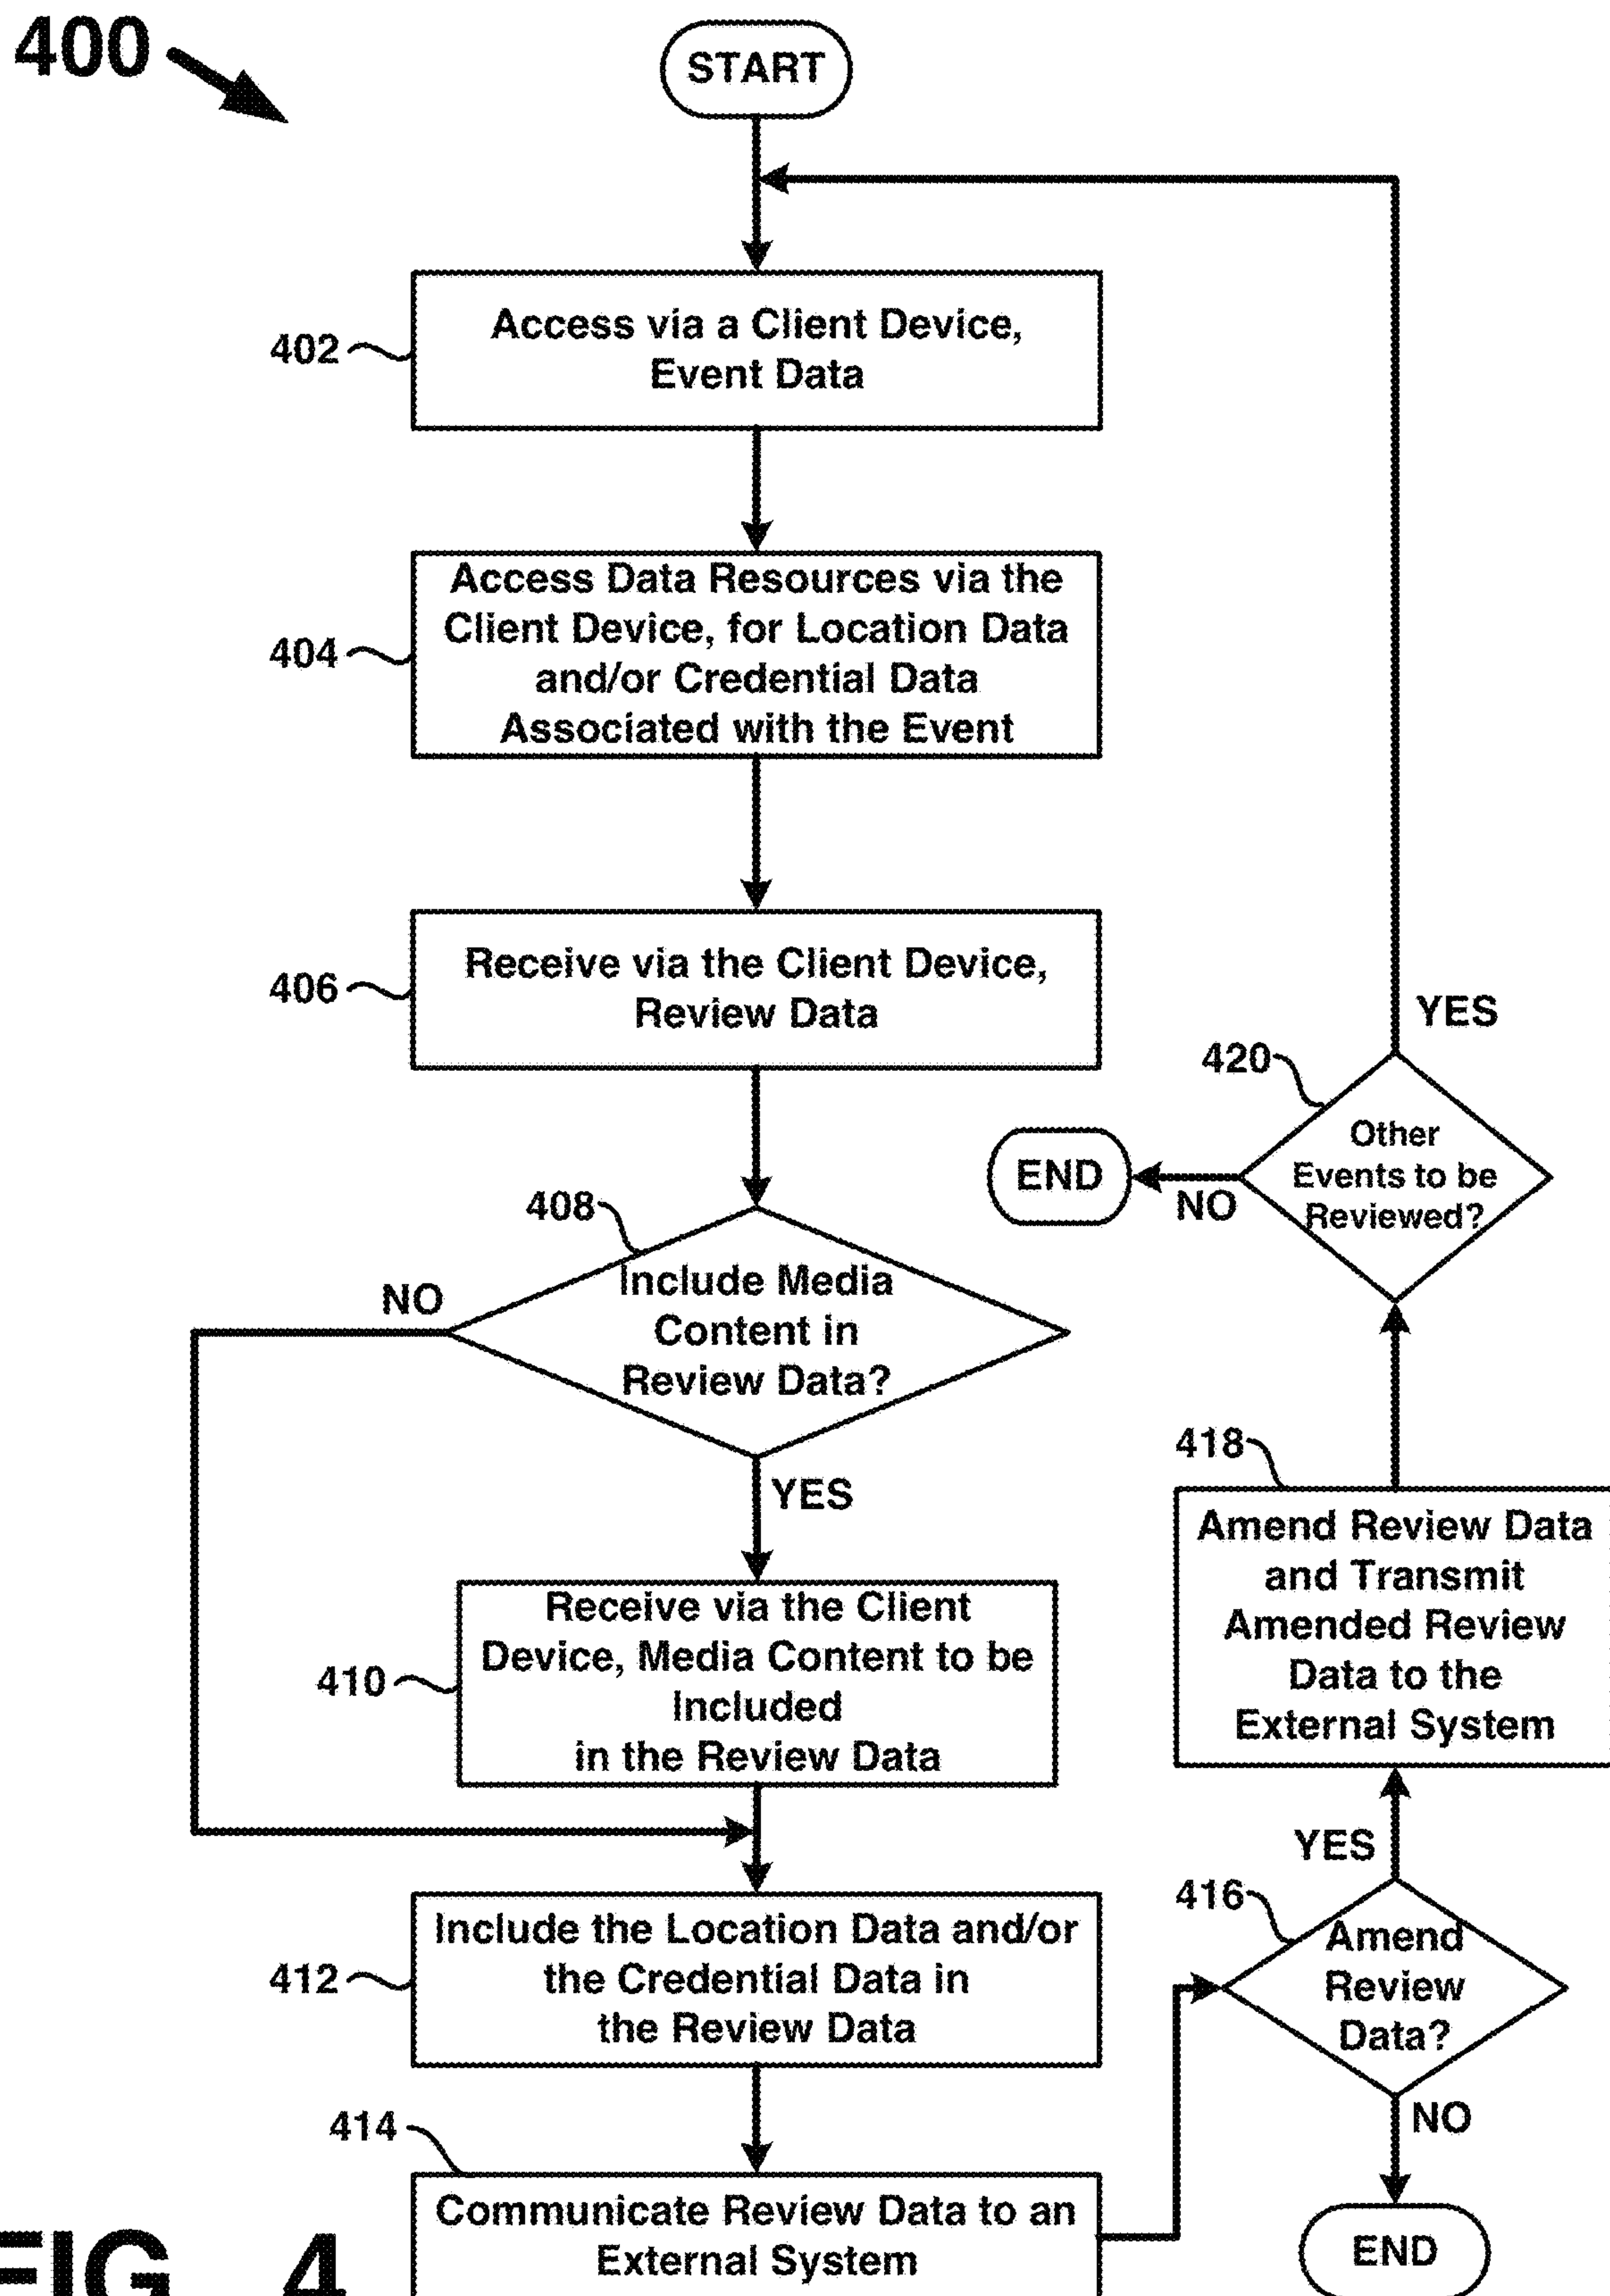 400
START
402
Access via a Client Device,
Event Data
404
Access Data Resources via the
Client Device, for Location Data
and/or Credential Data
Associated with the Event
406
Receive via the Client Device,
Review Data
408
Include Media
Content in
Review Data?
NO
YES
410
Receive via the Client
Device, Media Content to be
Included
in the Review Data
412
Include the Location Data and/or
the Credential Data in
the Review Data
414
Communicate Review Data to an
External System
416
Amend
Review
Data?
YES
NO
END
418
Amend Review Data
and Transmit
Amended Review
Data to the
External System
420
Other
Events to be
Reviewed?
YES
NO
END
FIG. 4